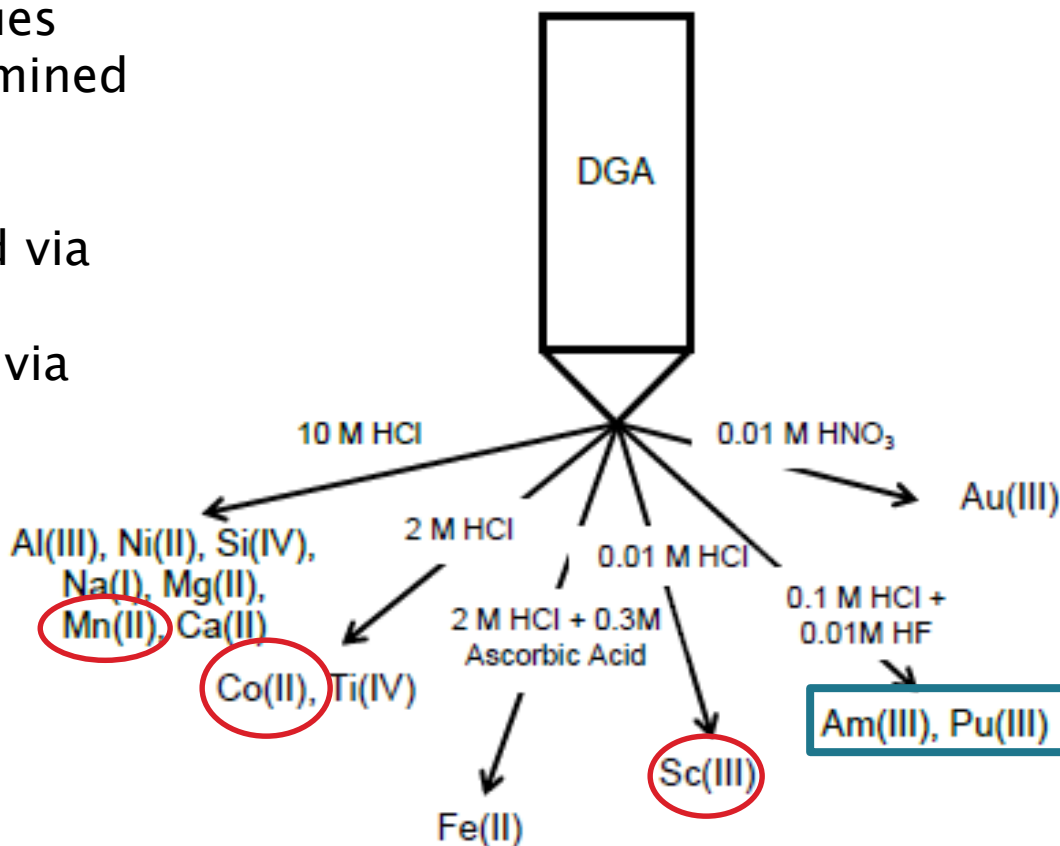 ues
mined
d via
via
DGA
10 M HCl
0.01 M HNO₃
Au(III)
2 M HCl
0.01 M HCl
Al(III), Ni(II), Si(IV),
Na(I), Mg(II),
Mn(II), Ca(II)
2 M HCl + 0.3M
Ascorbic Acid
0.1 M HCl +
0.01M HF
Co(II), Ti(IV)
Am(III), Pu(III)
Sc(III)
Fe(II)